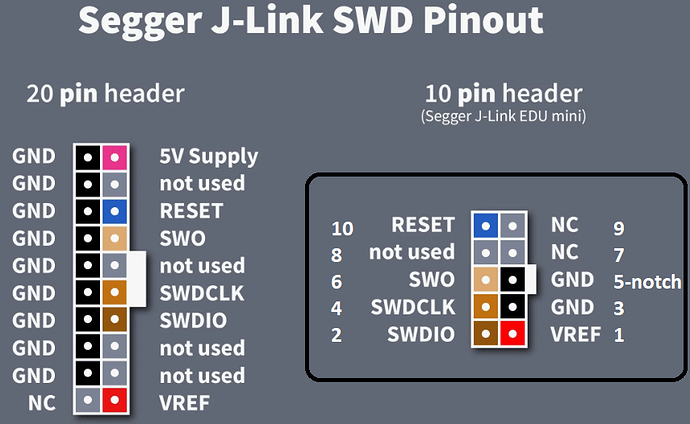 Segger J-Link SWD Pinout
20 pin header
GND 5V Supply
GND not used
GND RESET
GND SWO
GND not used
GND SWDCLK
GND SWDIO
GND not used
GND not used
NC VREF
10 pin header
(Segger J-Link EDU mini)
10 RESET NC 9
8 not used NC 7
6 SWO GND 5-notch
4 SWDCLK GND 3
2 SWDIO VREF 1